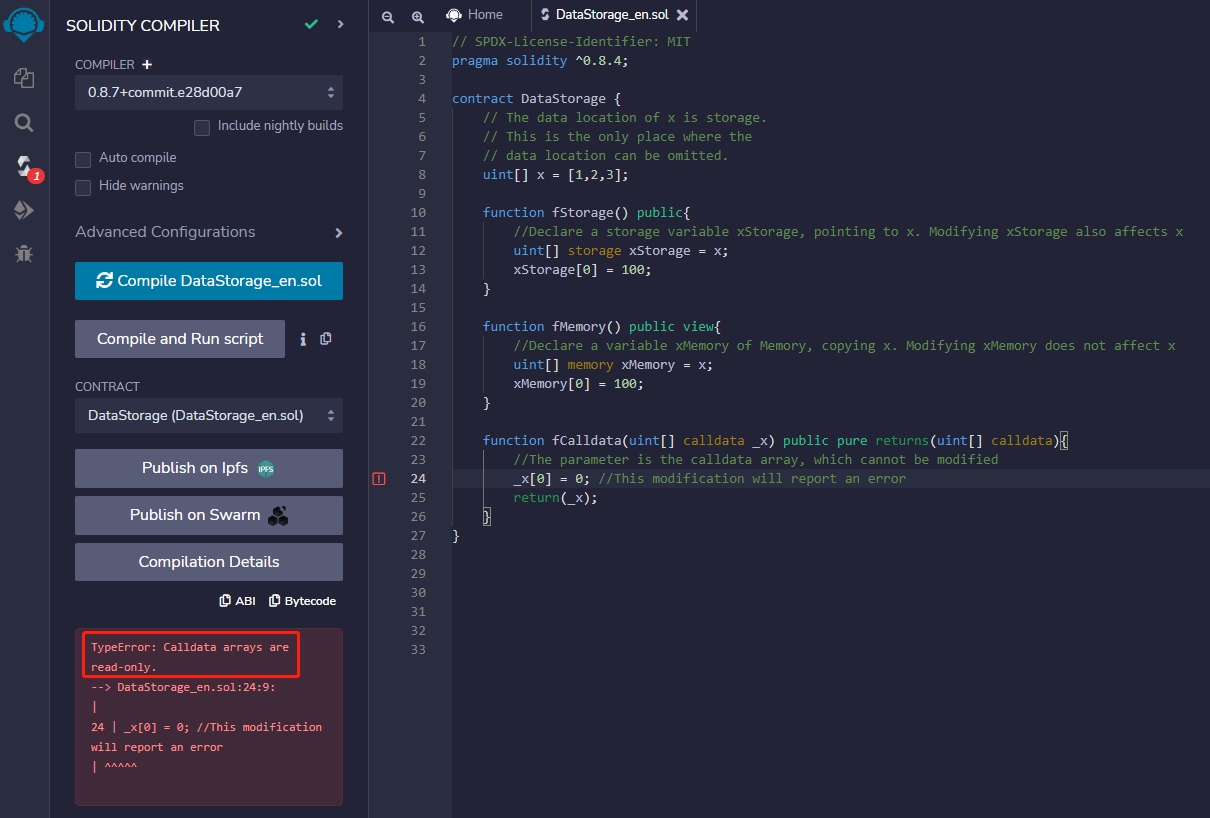 SOLIDITY COMPILER
COMPILER +
0.8.7+commit.e28d00a7
Include nightly builds
Auto compile
Hide warnings
Advanced Configurations
Compile DataStorage_en.sol
Compile and Run script
i
CONTRACT
DataStorage (DataStorage_en.sol)
Publish on Ipfs IPFS
Publish on Swarm
Compilation Details
ABI Bytecode
TypeError: Calldata arrays are
read-only.
--> DataStorage_en.sol:24:9:
|
24 | _x[0] = 0; //This modification
will report an error
| ^^^^^
1
Home DataStorage_en.sol
1 // SPDX-License-Identifier: MIT
2 pragma solidity ^0.8.4;
3
4 contract DataStorage {
5 // The data location of x is storage.
6 // This is the only place where the
7 // data location can be omitted.
8 uint[] x = [1,2,3];
9
10 function fStorage() public{
11 //Declare a storage variable xStorage, pointing to x. Modifying xStorage also affects x
12 uint[] storage xStorage = x;
13 xStorage[0] = 100;
14 }
15
16 function fMemory() public view{
17 //Declare a variable xMemory of Memory, copying x. Modifying xMemory does not affect x
18 uint[] memory xMemory = x;
19 xMemory[0] = 100;
20 }
21
22 function fCalldata(uint[] calldata _x) public pure returns(uint[] calldata){
23 //The parameter is the calldata array, which cannot be modified
24 _x[0] = 0; //This modification will report an error
25 return(_x);
26 }
27 }
28
29
30
31
32
33